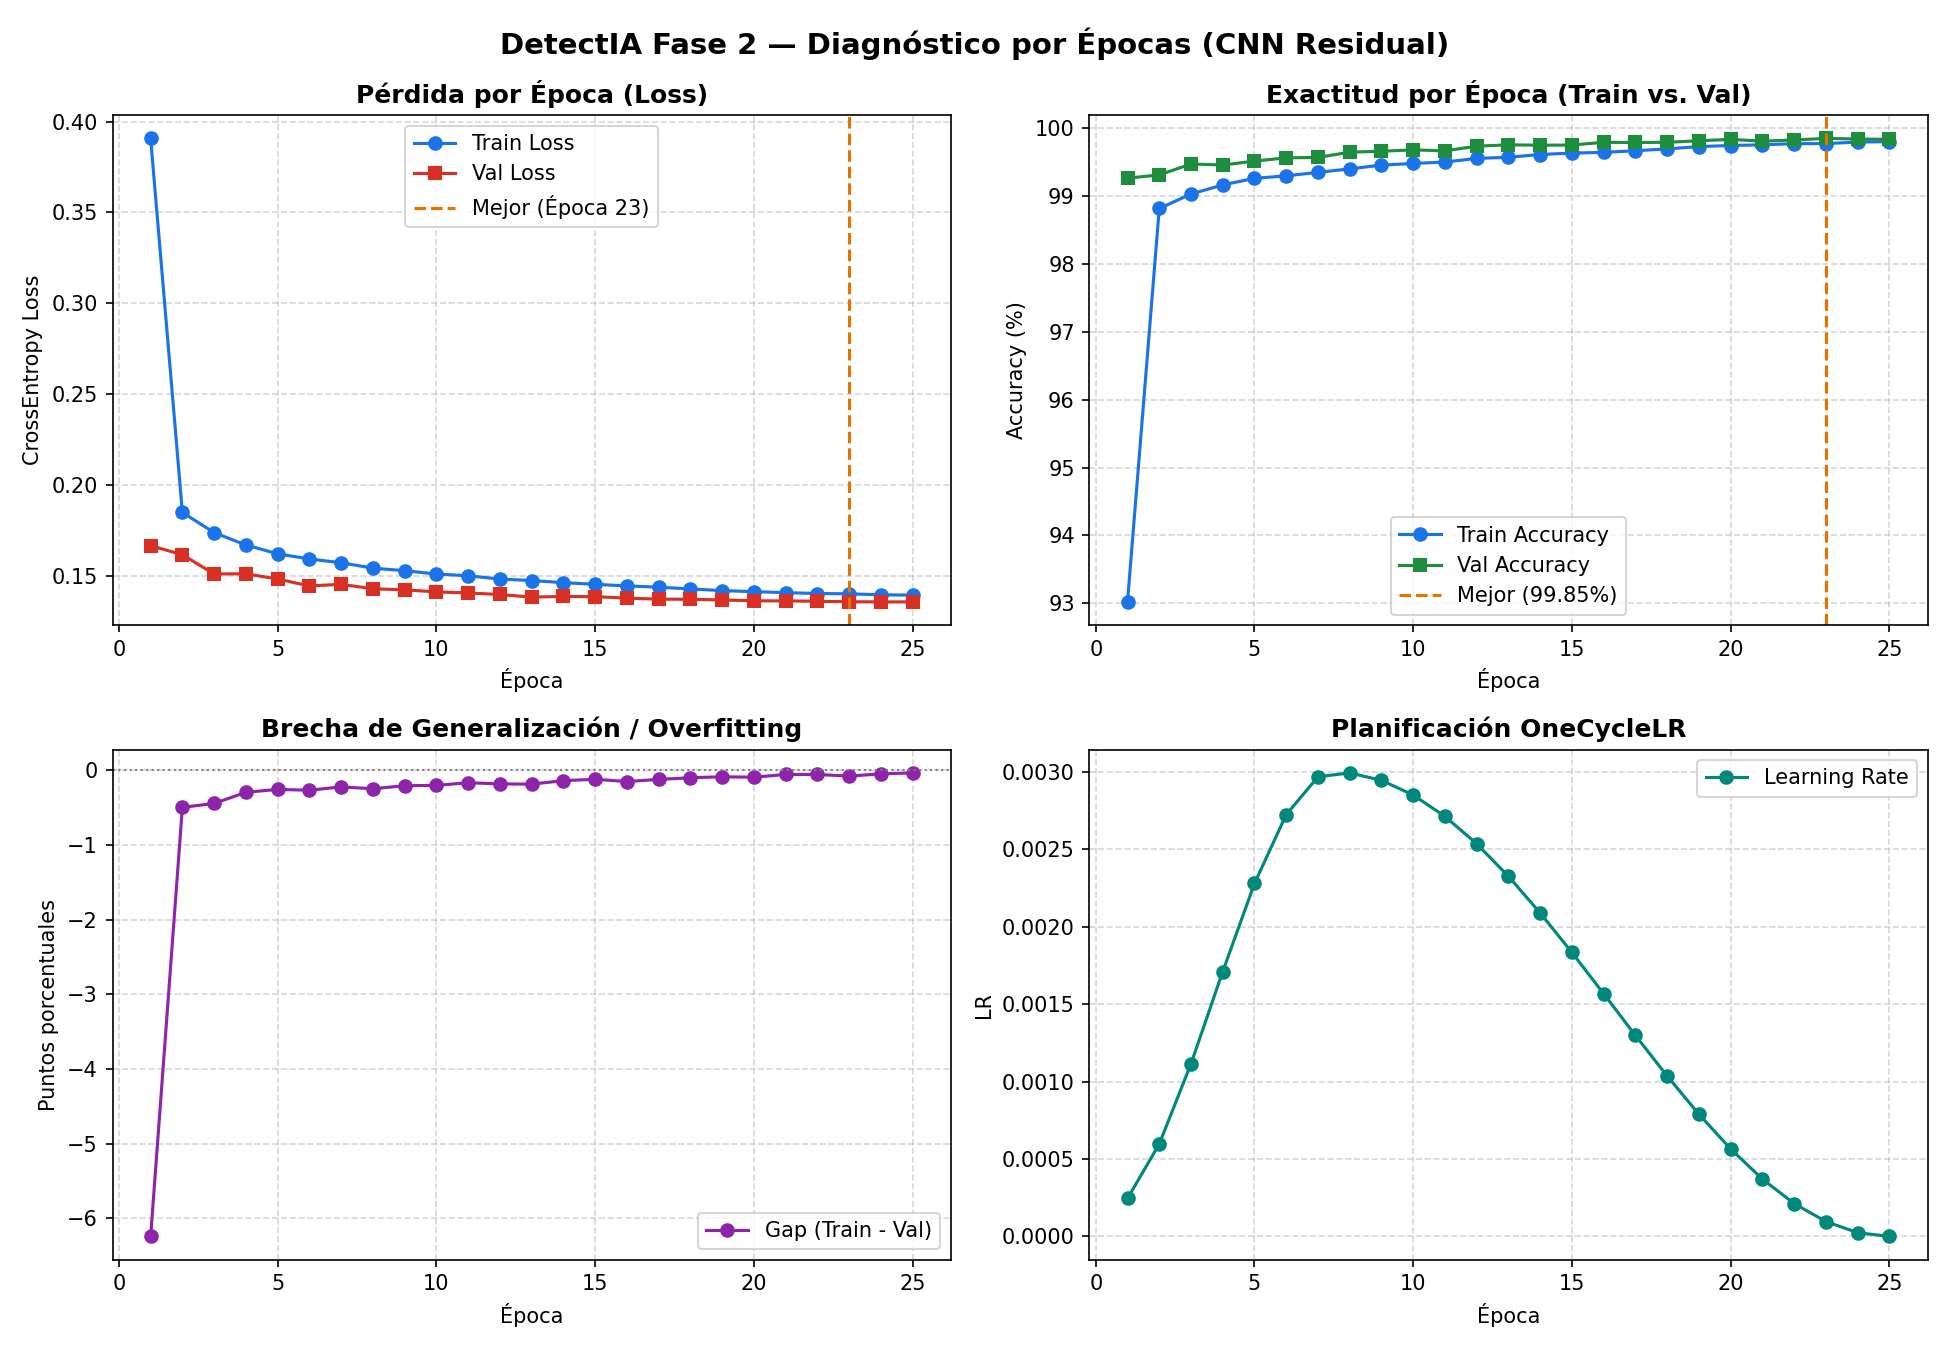 DetectIA Fase 2 — Diagnóstico por Épocas (CNN Residual)
Pérdida por Época (Loss)
CrossEntropy Loss
0.40
0.35
0.30
0.25
0.20
0.15
Train Loss
Val Loss
Mejor (Época 23)
0 5 10 15 20 25
Época
Exactitud por Época (Train vs. Val)
Accuracy (%)
100
99
98
97
96
95
94
93
Train Accuracy
Val Accuracy
Mejor (99.85%)
0 5 10 15 20 25
Época
Brecha de Generalización / Overfitting
Puntos porcentuales
0
−1
−2
−3
−4
−5
−6
Gap (Train - Val)
0 5 10 15 20 25
Época
Planificación OneCycleLR
LR
0.0030
0.0025
0.0020
0.0015
0.0010
0.0005
0.0000
Learning Rate
0 5 10 15 20 25
Época